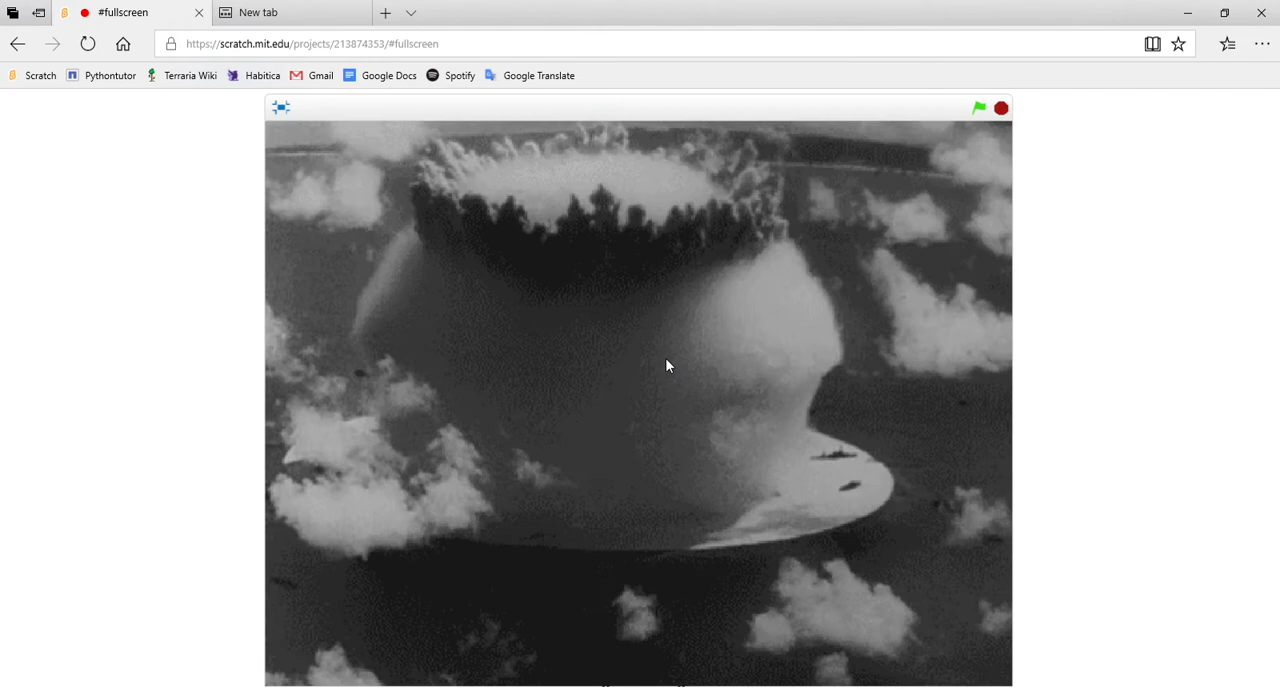 #fullscreen
New tab
https://scratch.mit.edu/projects/213874353/#fullscreen
Scratch
Pythontutor
Terraria Wiki
Habitica
Gmail
Google Docs
Spotify
Google Translate